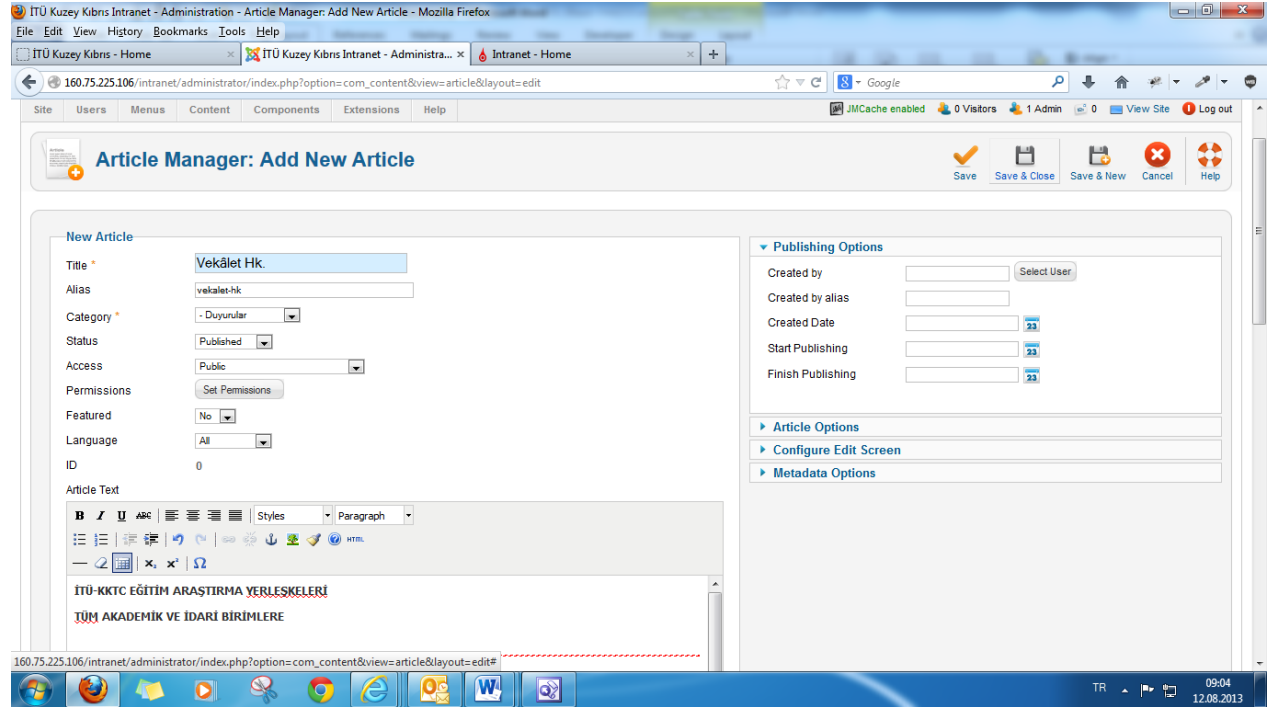 İTÜ Kuzey Kıbrıs Intranet - Administration - Article Manager: Add New Article - Mozilla Firefox
File Edit View History Bookmarks Tools Help
İTÜ Kuzey Kıbrıs - Home × İTÜ Kuzey Kıbrıs Intranet - Administra... × Intranet - Home × +
160.75.225.106/intranet/administrator/index.php?option=com_content&view=article&layout=edit Google
Site Users Menus Content Components Extensions Help JMCache enabled 0 Visitors 1 Admin 0 View Site Log out
Article Manager: Add New Article
Save Save & Close Save & New Cancel Help
New Article
Title * Vekâlet Hk.
Alias vekalet-hk
Category * - Duyurular
Status Published
Access Public
Permissions Set Permissions
Featured No
Language All
ID 0
Article Text
B I U ABC Styles Paragraph
HTML
x₂ x² Ω
İTÜ-KKTC EĞİTİM ARAŞTIRMA YERLEŞKELERİ
TÜM AKADEMİK VE İDARİ BİRİMLERE
Publishing Options
Created by Select User
Created by alias
Created Date 23
Start Publishing 23
Finish Publishing 23
Article Options
Configure Edit Screen
Metadata Options
160.75.225.106/intranet/administrator/index.php?option=com_content&view=article&layout=edit#
TR 09:04
12.08.2013